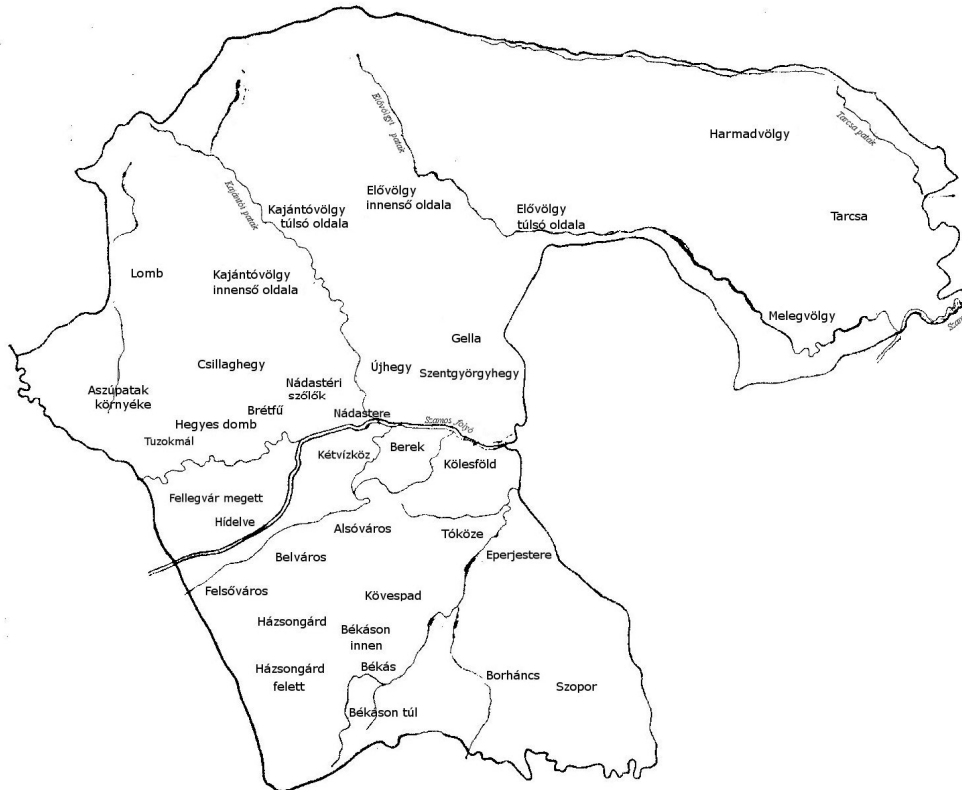 Elővölgyi patak
Tarcsa patak
Harmadvölgy
Kajántói patak
Elővölgy
innenső oldala
Kajántóvölgy
túlsó oldala
Elővölgy
túlsó oldala
Tarcsa
Lomb
Kajántóvölgy
innenső oldala
Melegvölgy
Gella
Csillaghegy
Újhegy
Szentgyörgyhegy
Nádastéri
szőlők
Aszúpatak
környéke
Brétfű
Nádastere
Szamos folyó
Hegyes domb
Tuzokmál
Berek
Kétvízköz
Kölesföld
Fellegvár megett
Hídelve
Alsóváros
Tóköze
Eperjestere
Belváros
Felsőváros
Kövespad
Házsongárd
Békáson
innen
Házsongárd
felett
Békás
Borháncs
Szopor
Békáson túl